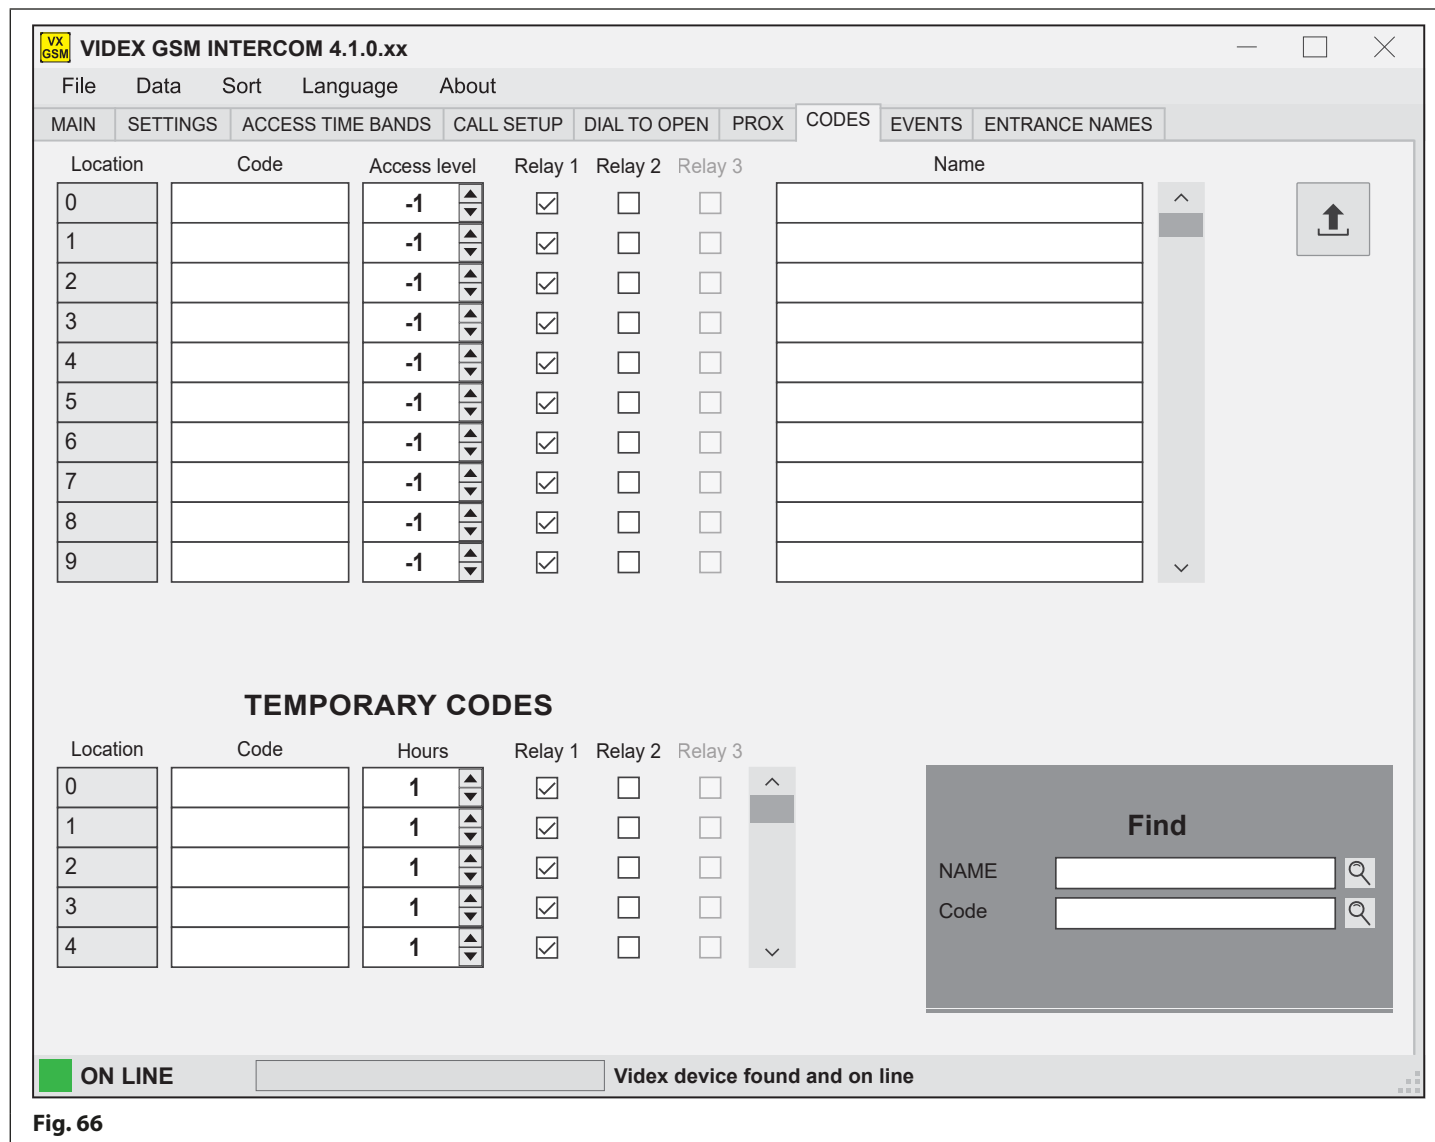 VX GSM VIDEX GSM INTERCOM 4.1.0.xx
File Data Sort Language About
MAIN SETTINGS ACCESS TIME BANDS CALL SETUP DIAL TO OPEN PROX CODES EVENTS ENTRANCE NAMES
Location Code Access level Relay 1 Relay 2 Relay 3 Name
0 -1
1 -1
2 -1
3 -1
4 -1
5 -1
6 -1
7 -1
8 -1
9 -1
TEMPORARY CODES
Location Code Hours Relay 1 Relay 2 Relay 3
0 1
1 1
2 1
3 1
4 1
Find
NAME
Code
ON LINE Videx device found and on line
Fig. 66